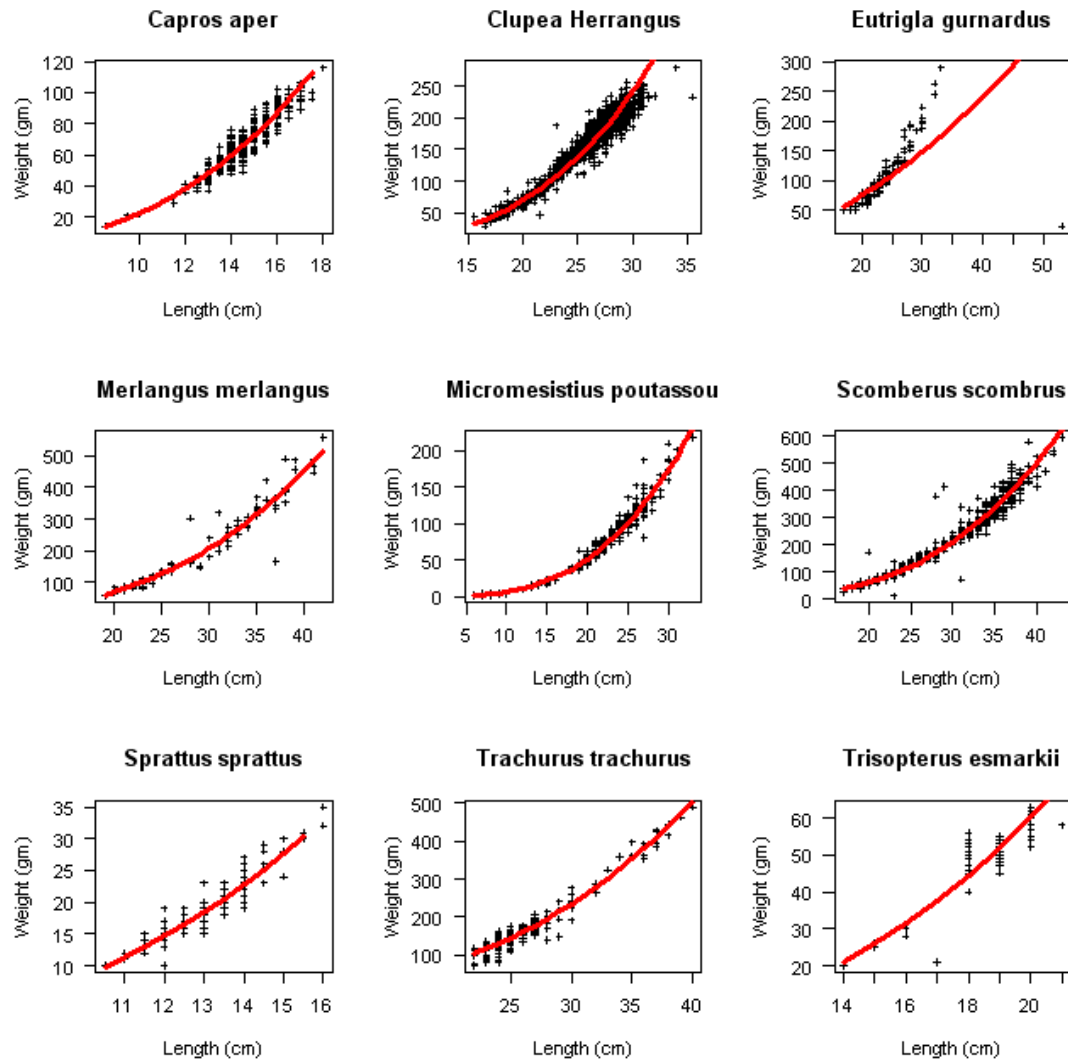 Capros aper
Weight (gm)
120
100
80
60
40
20
10 12 14 16 18
Length (cm)
Clupea Herrangus
Weight (gm)
250
200
150
100
50
15 20 25 30 35
Length (cm)
Eutrigla gurnardus
Weight (gm)
300
250
200
150
100
50
20 30 40 50
Length (cm)
Merlangus merlangus
Weight (gm)
500
400
300
200
100
20 25 30 35 40
Length (cm)
Micromesistius poutassou
Weight (gm)
200
150
100
50
0
5 10 15 20 25 30
Length (cm)
Scomberus scombrus
Weight (gm)
600
500
400
300
200
100
0
20 25 30 35 40
Length (cm)
Sprattus sprattus
Weight (gm)
35
30
25
20
15
10
11 12 13 14 15 16
Length (cm)
Trachurus trachurus
Weight (gm)
500
400
300
200
100
25 30 35 40
Length (cm)
Trisopterus esmarkii
Weight (gm)
60
50
40
30
20
14 16 18 20
Length (cm)